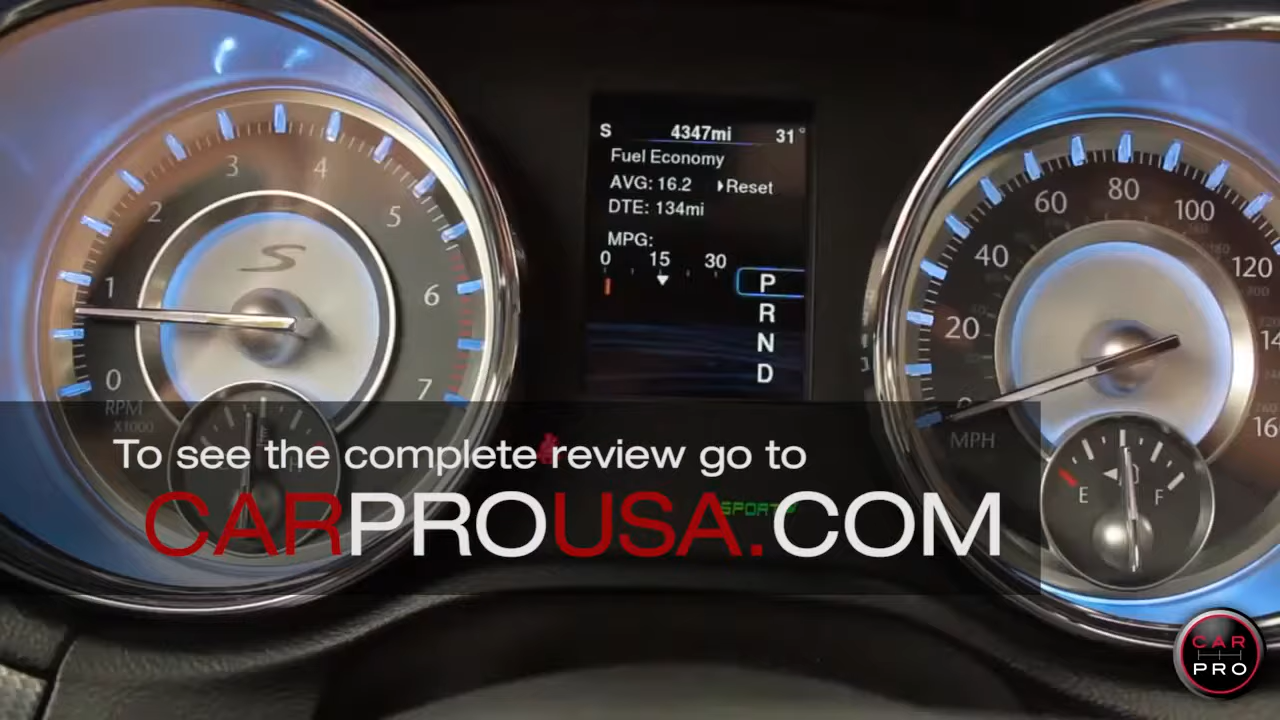 S 4347mi 31°
Fuel Economy
AVG: 16.2 Reset
DTE: 134mi
MPG:
0 15 30
P
R
N
D
0 1 2 3 4 5 6 7
RPM
X1000
S
20 40 60 80 100 120
MPH
E F
SPORT
To see the complete review go to
CARPROUSA.COM
CAR
PRO